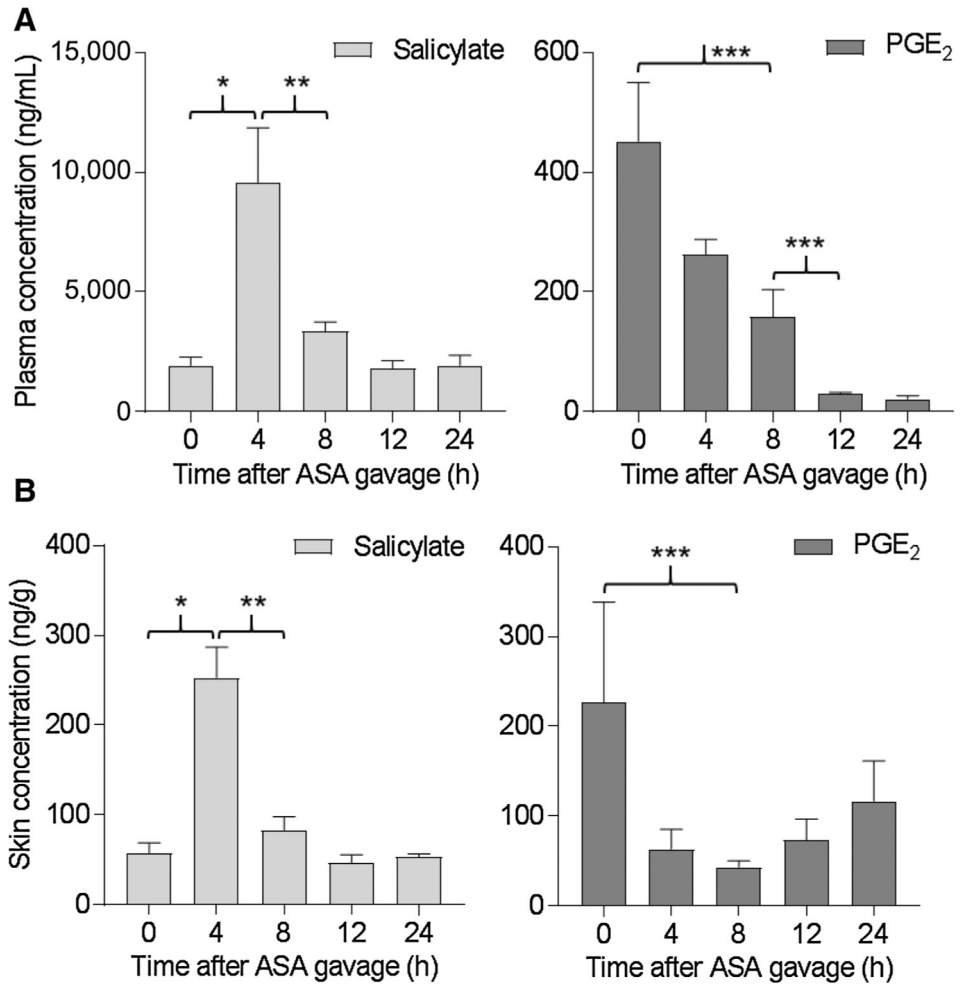 A
Plasma concentration (ng/mL)
15,000
10,000
5,000
0
Salicylate
*
**
0 4 8 12 24
Time after ASA gavage (h)
600
400
200
0
PGE2
***
***
0 4 8 12 24
Time after ASA gavage (h)
B
Skin concentration (ng/g)
400
300
200
100
0
Salicylate
*
**
0 4 8 12 24
Time after ASA gavage (h)
400
300
200
100
0
PGE2
***
0 4 8 12 24
Time after ASA gavage (h)